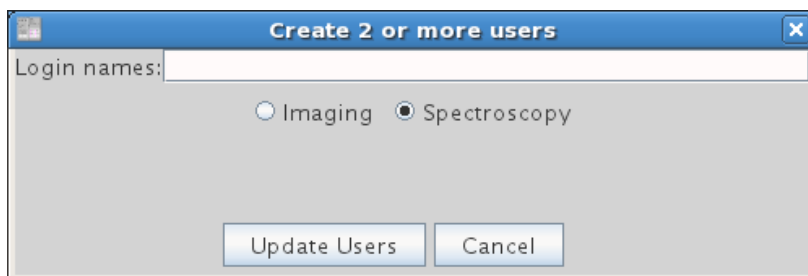 Create 2 or more users
Login names:
Imaging Spectroscopy
Update Users Cancel